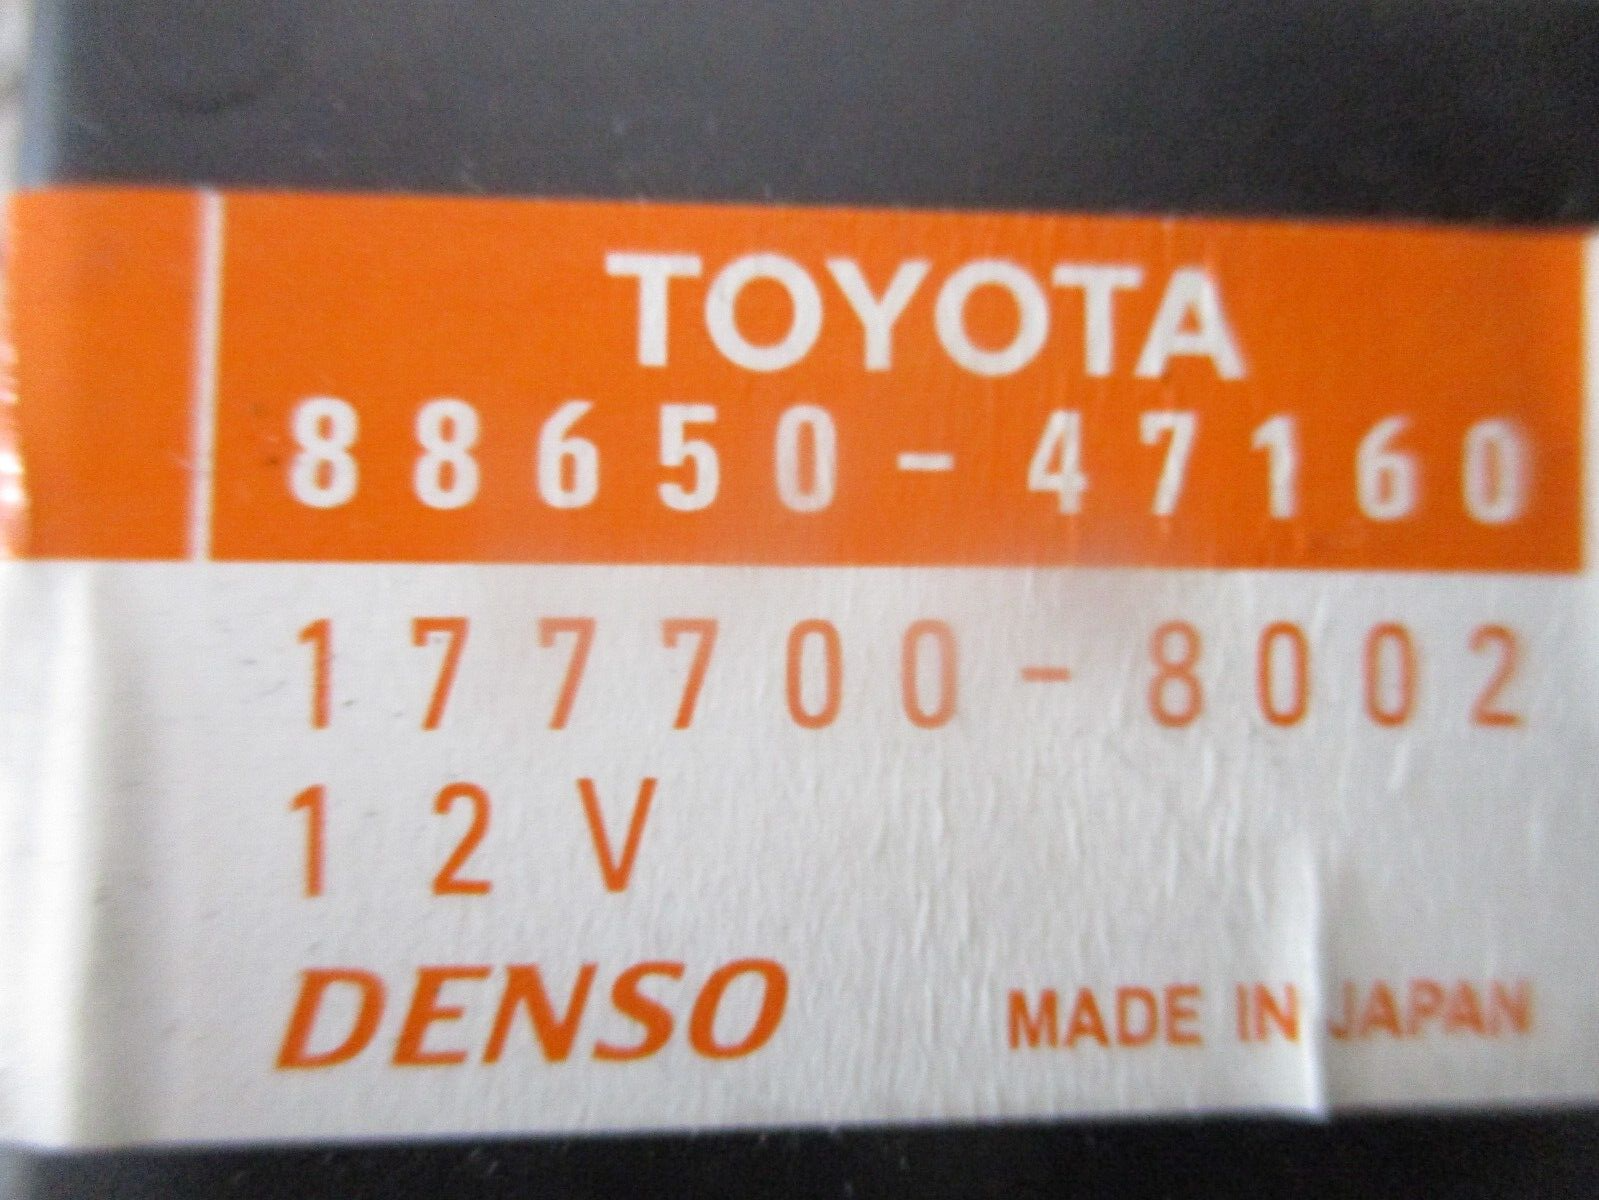 TOYOTA
88650-47160
177700-8002
12V
DENSO MADE IN JAPAN